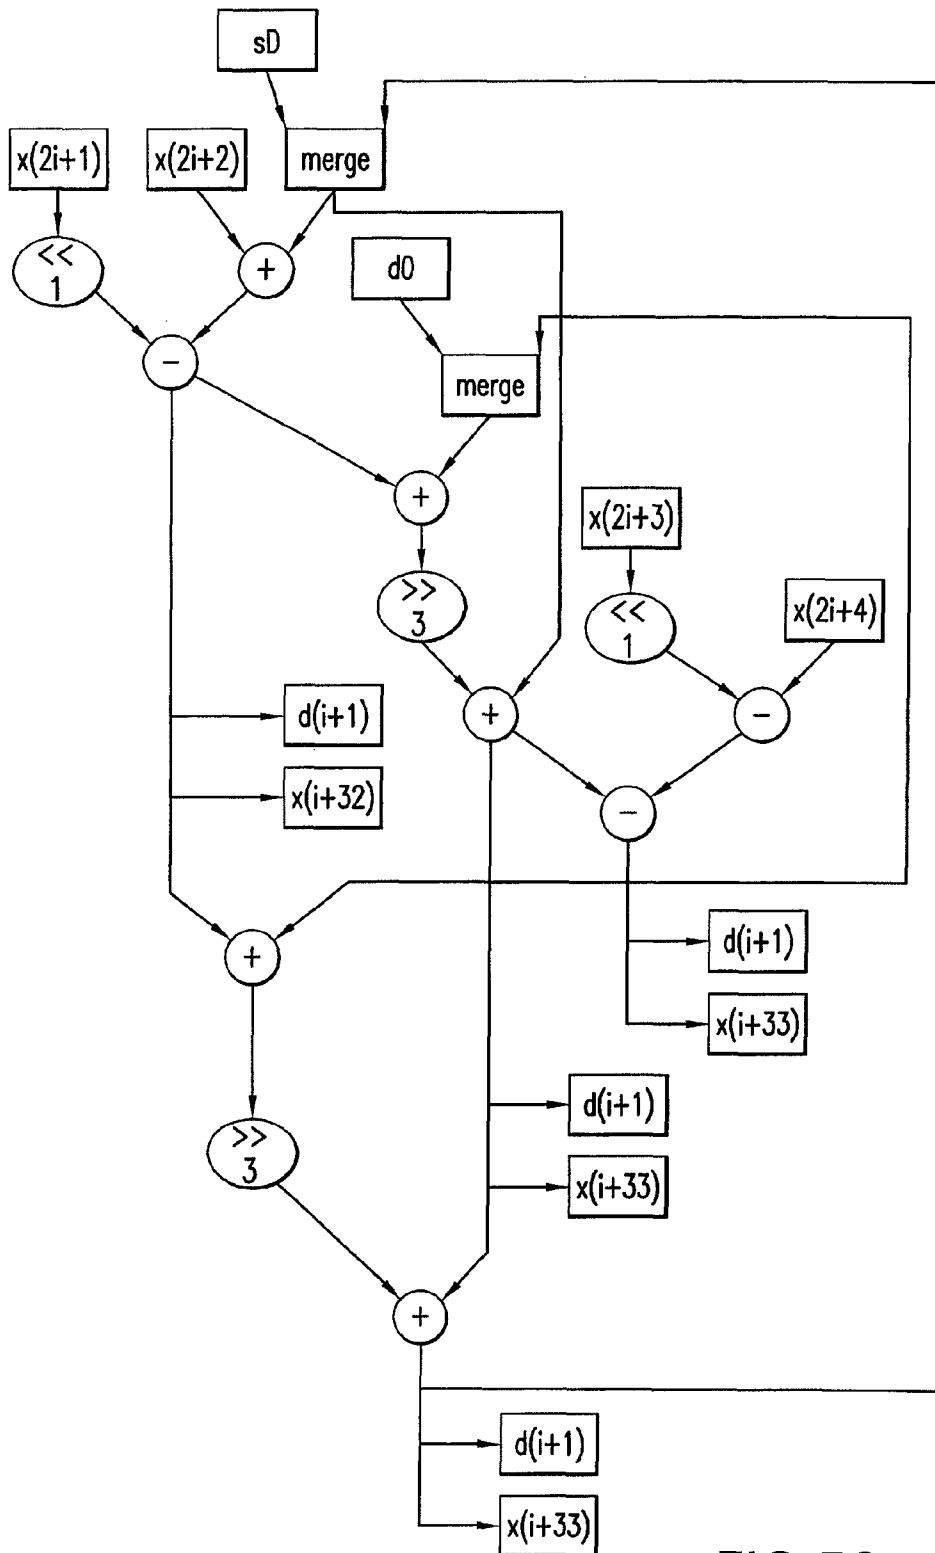 sD
x(2i+1)
x(2i+2)
merge
<<
1
+
d0
−
merge
+
x(2i+3)
>>
3
<<
1
x(2i+4)
d(i+1)
+
−
x(i+32)
−
+
d(i+1)
x(i+33)
d(i+1)
>>
3
x(i+33)
+
d(i+1)
x(i+33)